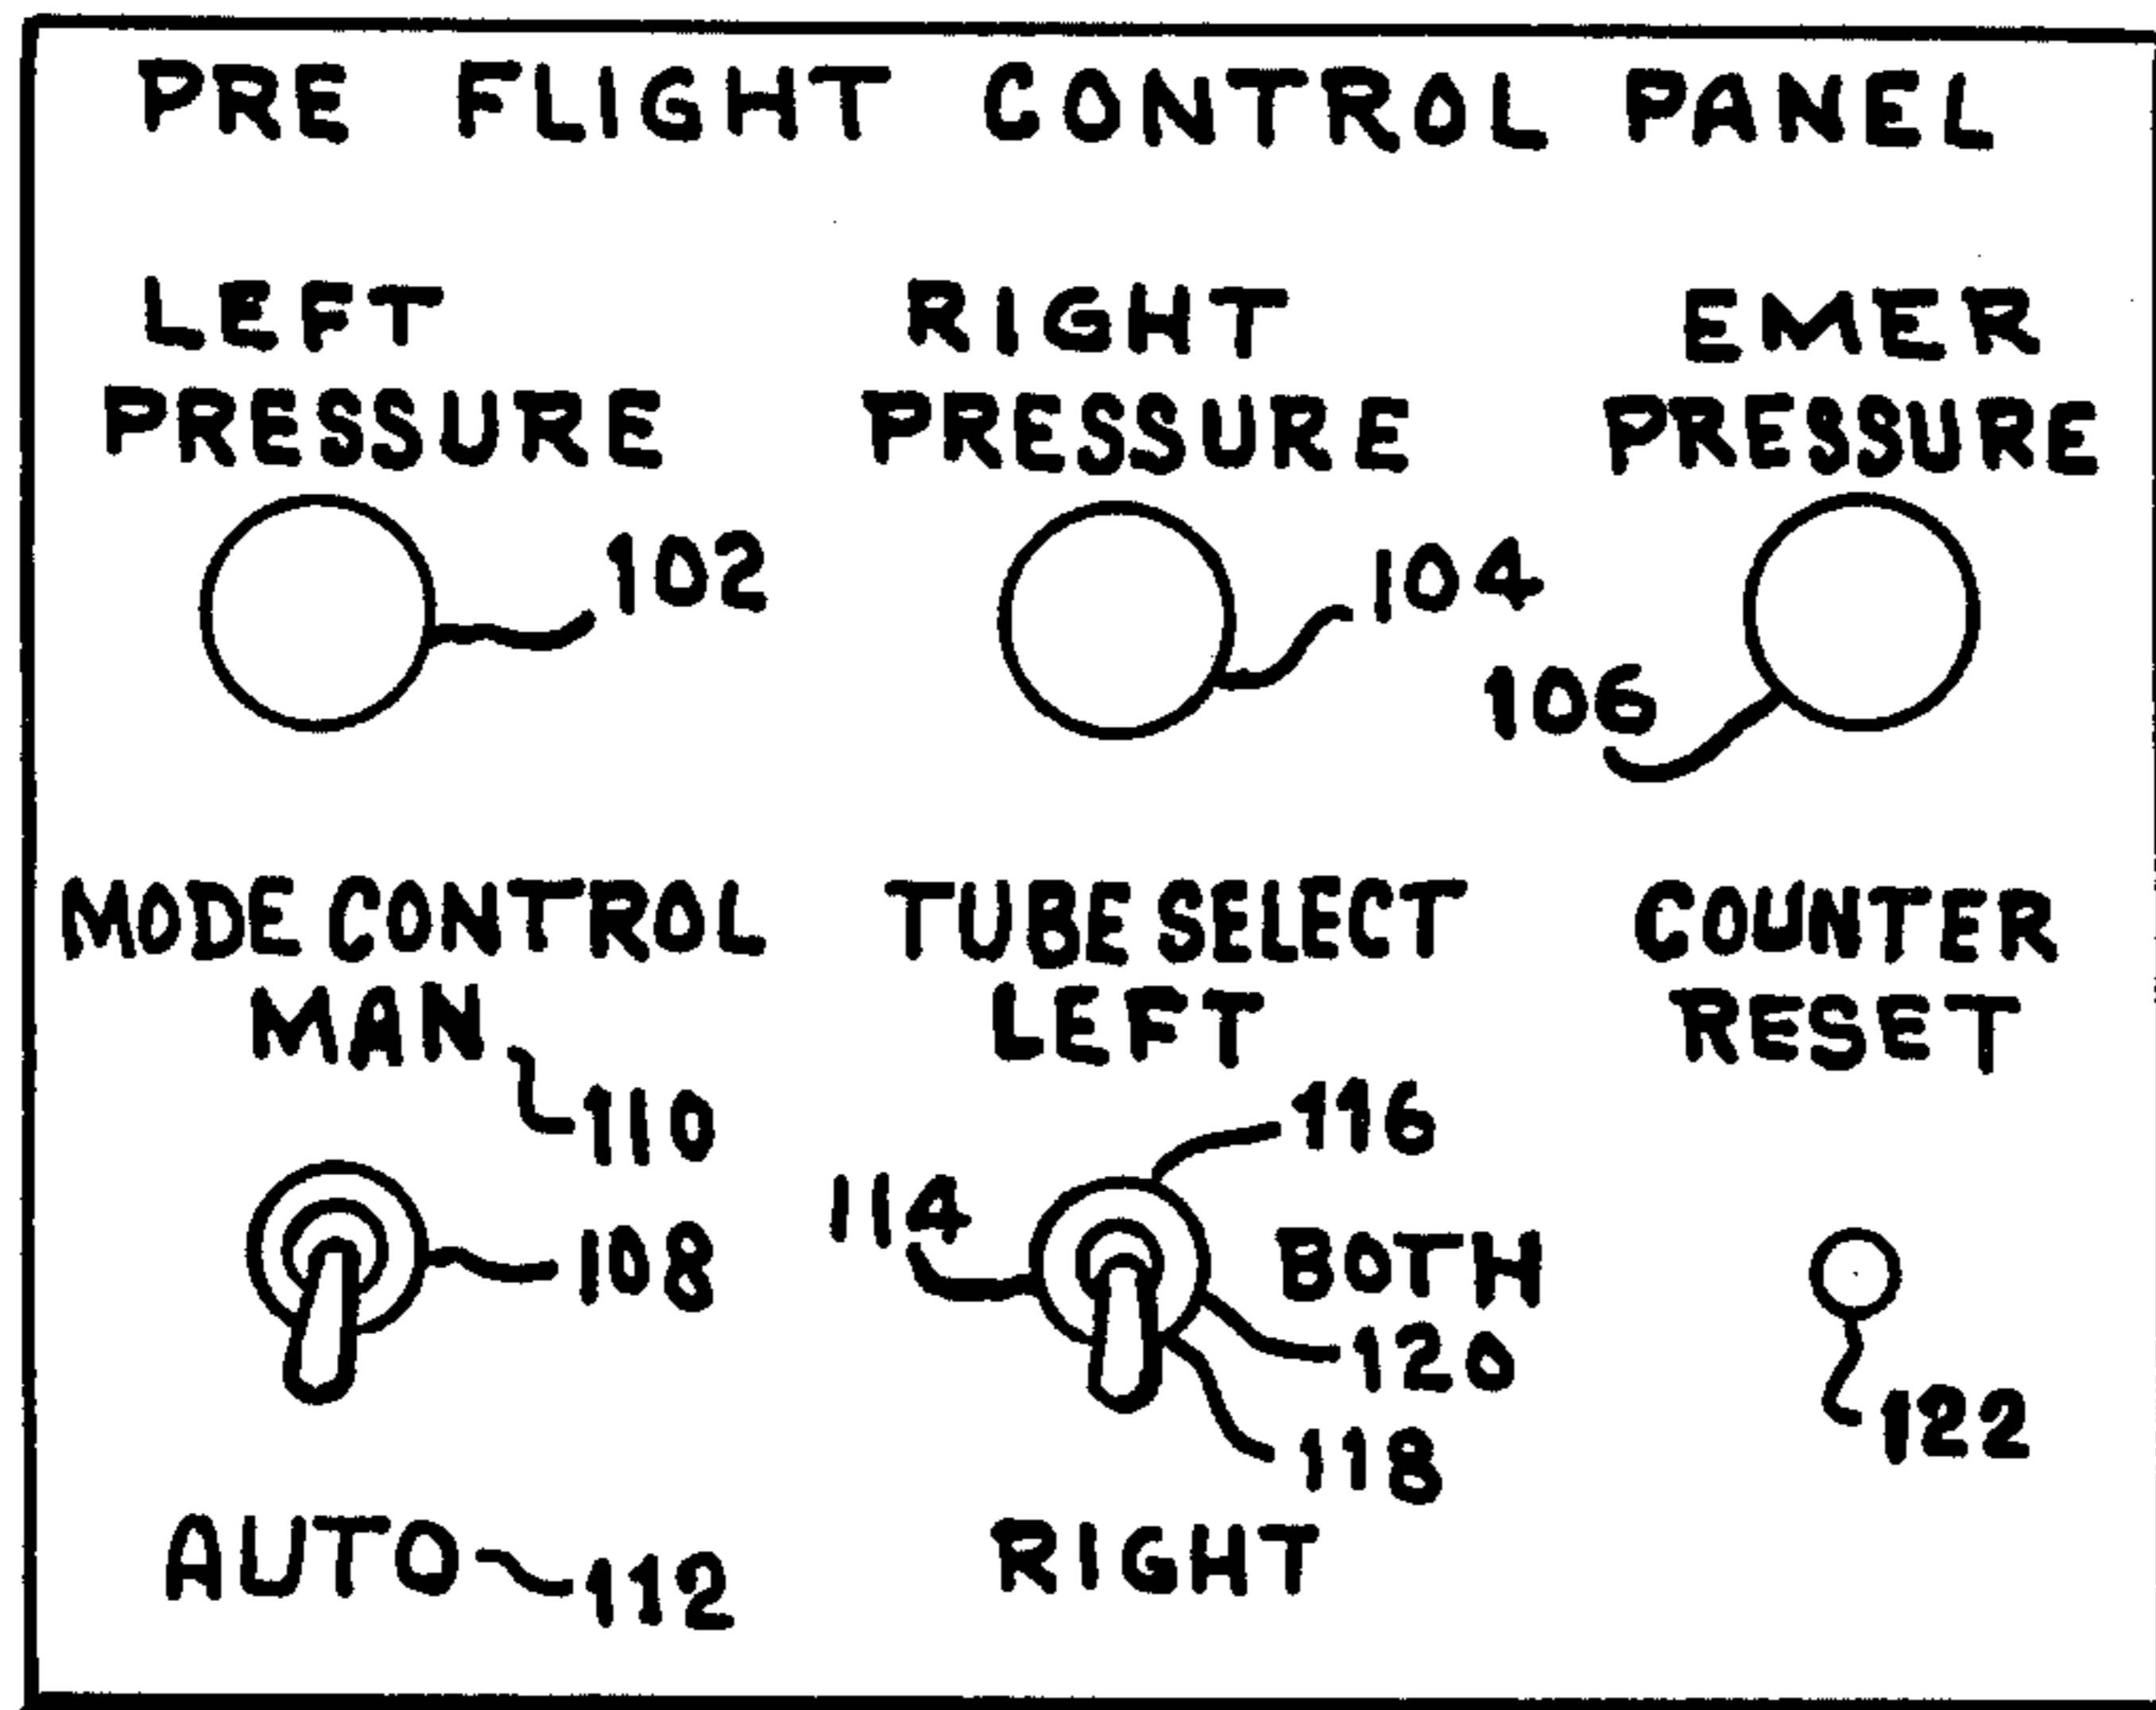 PRE FLIGHT CONTROL PANEL
LEFT PRESSURE
RIGHT PRESSURE
EMER PRESSURE
102
104
106
MODE CONTROL
MAN
110
108
AUTO
112
TUBE SELECT
LEFT
116
114
BOTH
120
118
RIGHT
COUNTER
RESET
122